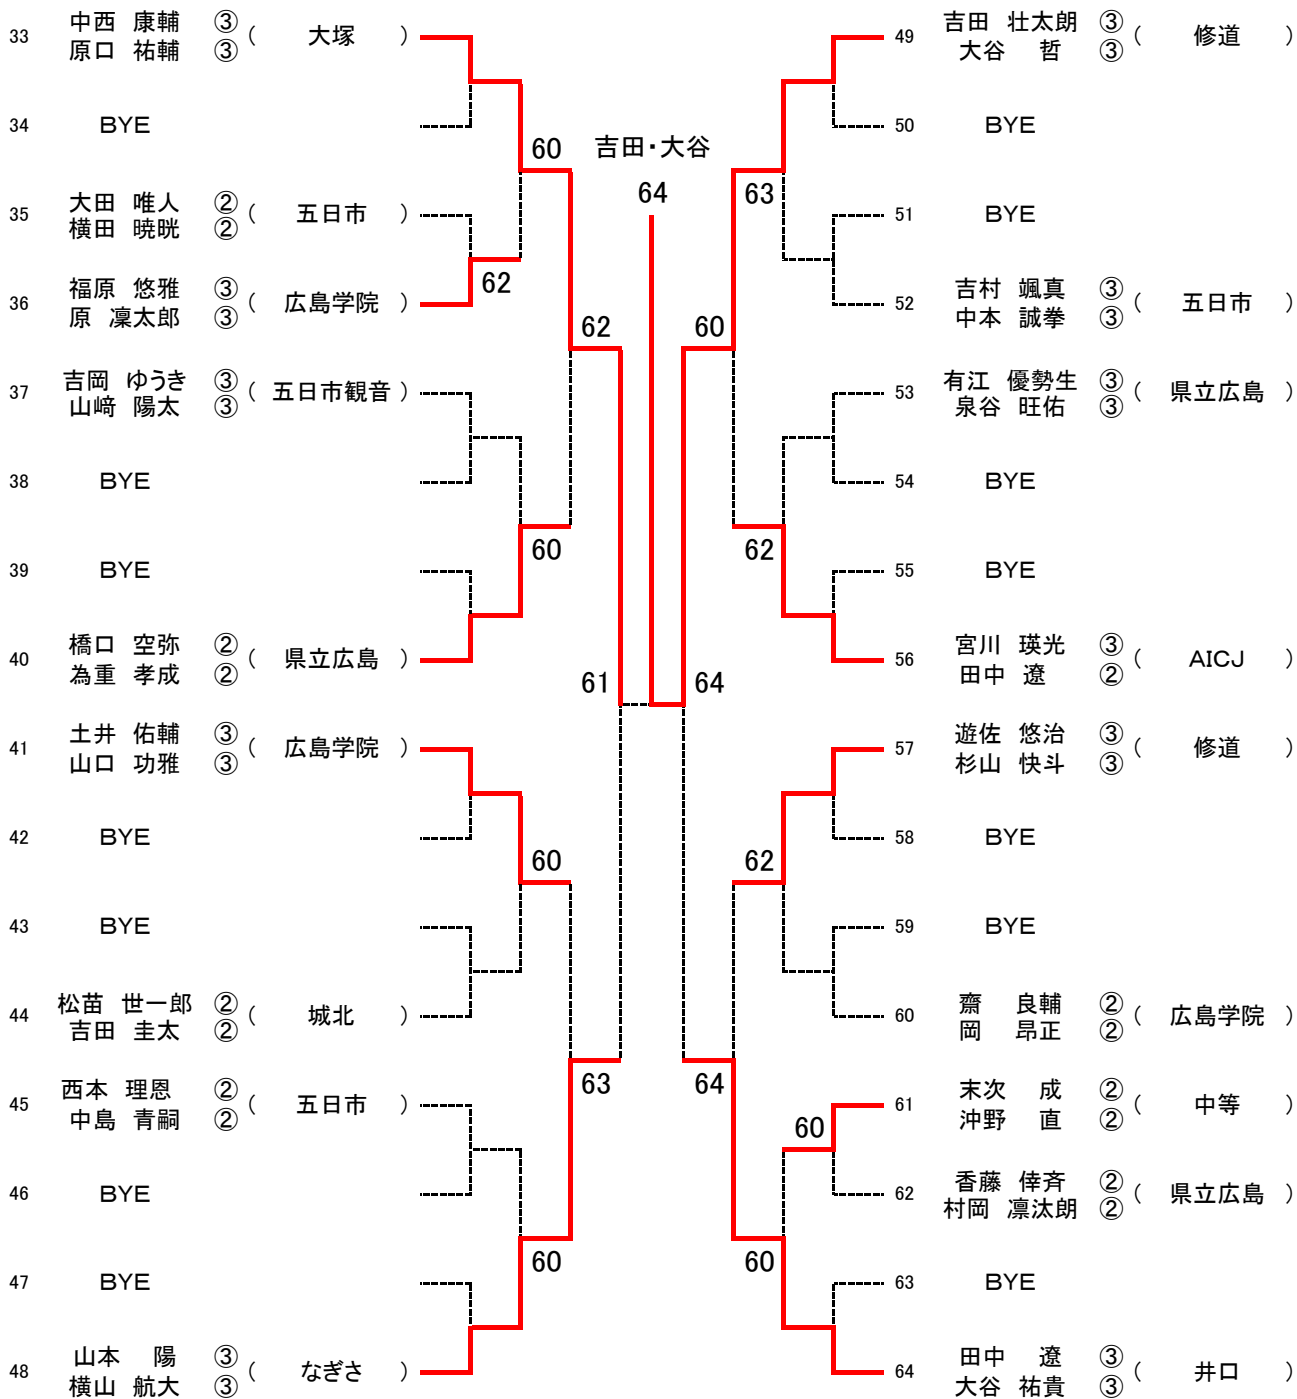 33 中西 康輔 ③ ( 大塚 )
原口 祐輔 ③
34 BYE
60
35 大田 唯人 ② ( 五日市 )
横田 暁晄 ②
62
36 福原 悠雅 ③ ( 広島学院 )
原 凜太郎 ③
62
37 吉岡 ゆうき ③ ( 五日市観音 )
山﨑 陽太 ③
38 BYE
60
39 BYE
40 橋口 空弥 ② ( 県立広島 )
為重 孝成 ②
61
41 土井 佑輔 ③ ( 広島学院 )
山口 功雅 ③
42 BYE
60
43 BYE
44 松苗 世一郎 ② ( 城北 )
吉田 圭太 ②
63
45 西本 理恩 ② ( 五日市 )
中島 青嗣 ②
46 BYE
60
47 BYE
48 山本 陽 ③ ( なぎさ )
横山 航大 ③
吉田・大谷
64
49 吉田 壮太朗 ③ ( 修道 )
大谷 哲 ③
50 BYE
63
51 BYE
52 吉村 颯真 ③ ( 五日市 )
中本 誠拳 ③
60
53 有江 優勢生 ③ ( 県立広島 )
泉谷 旺佑 ③
54 BYE
62
55 BYE
56 宮川 瑛光 ③ ( AICJ )
田中 遼 ②
64
57 遊佐 悠治 ③ ( 修道 )
杉山 快斗 ③
58 BYE
62
59 BYE
60 齋 良輔 ② ( 広島学院 )
岡 昂正 ②
64
61 末次 成 ② ( 中等 )
沖野 直 ②
60
62 香藤 倖斉 ② ( 県立広島 )
村岡 凛汰朗 ②
60
63 BYE
64 田中 遼 ③ ( 井口 )
大谷 祐貴 ③